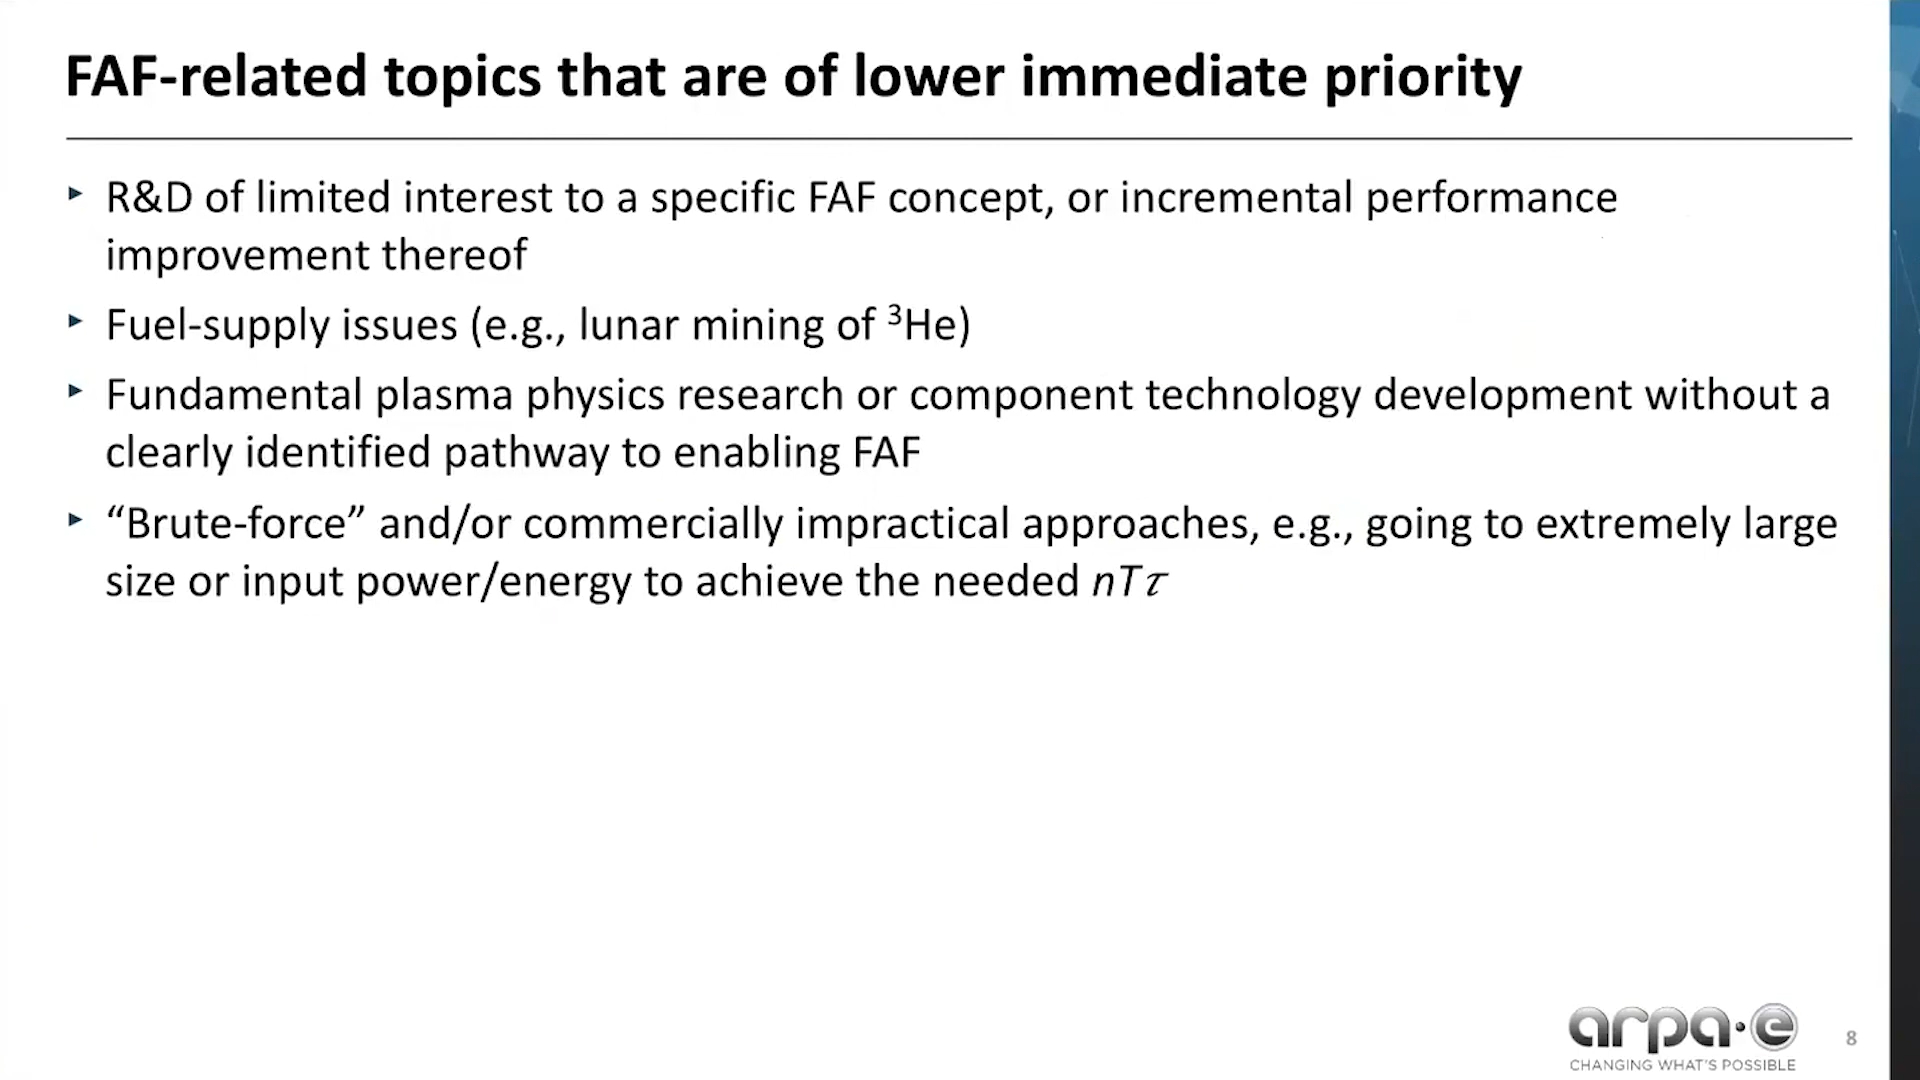 FAF-related topics that are of lower immediate priority
‣ R&D of limited interest to a specific FAF concept, or incremental performance
improvement thereof
‣ Fuel-supply issues (e.g., lunar mining of ³He)
‣ Fundamental plasma physics research or component technology development without a
clearly identified pathway to enabling FAF
‣ “Brute-force” and/or commercially impractical approaches, e.g., going to extremely large
size or input power/energy to achieve the needed nTτ
arpa·e
CHANGING WHAT'S POSSIBLE
8